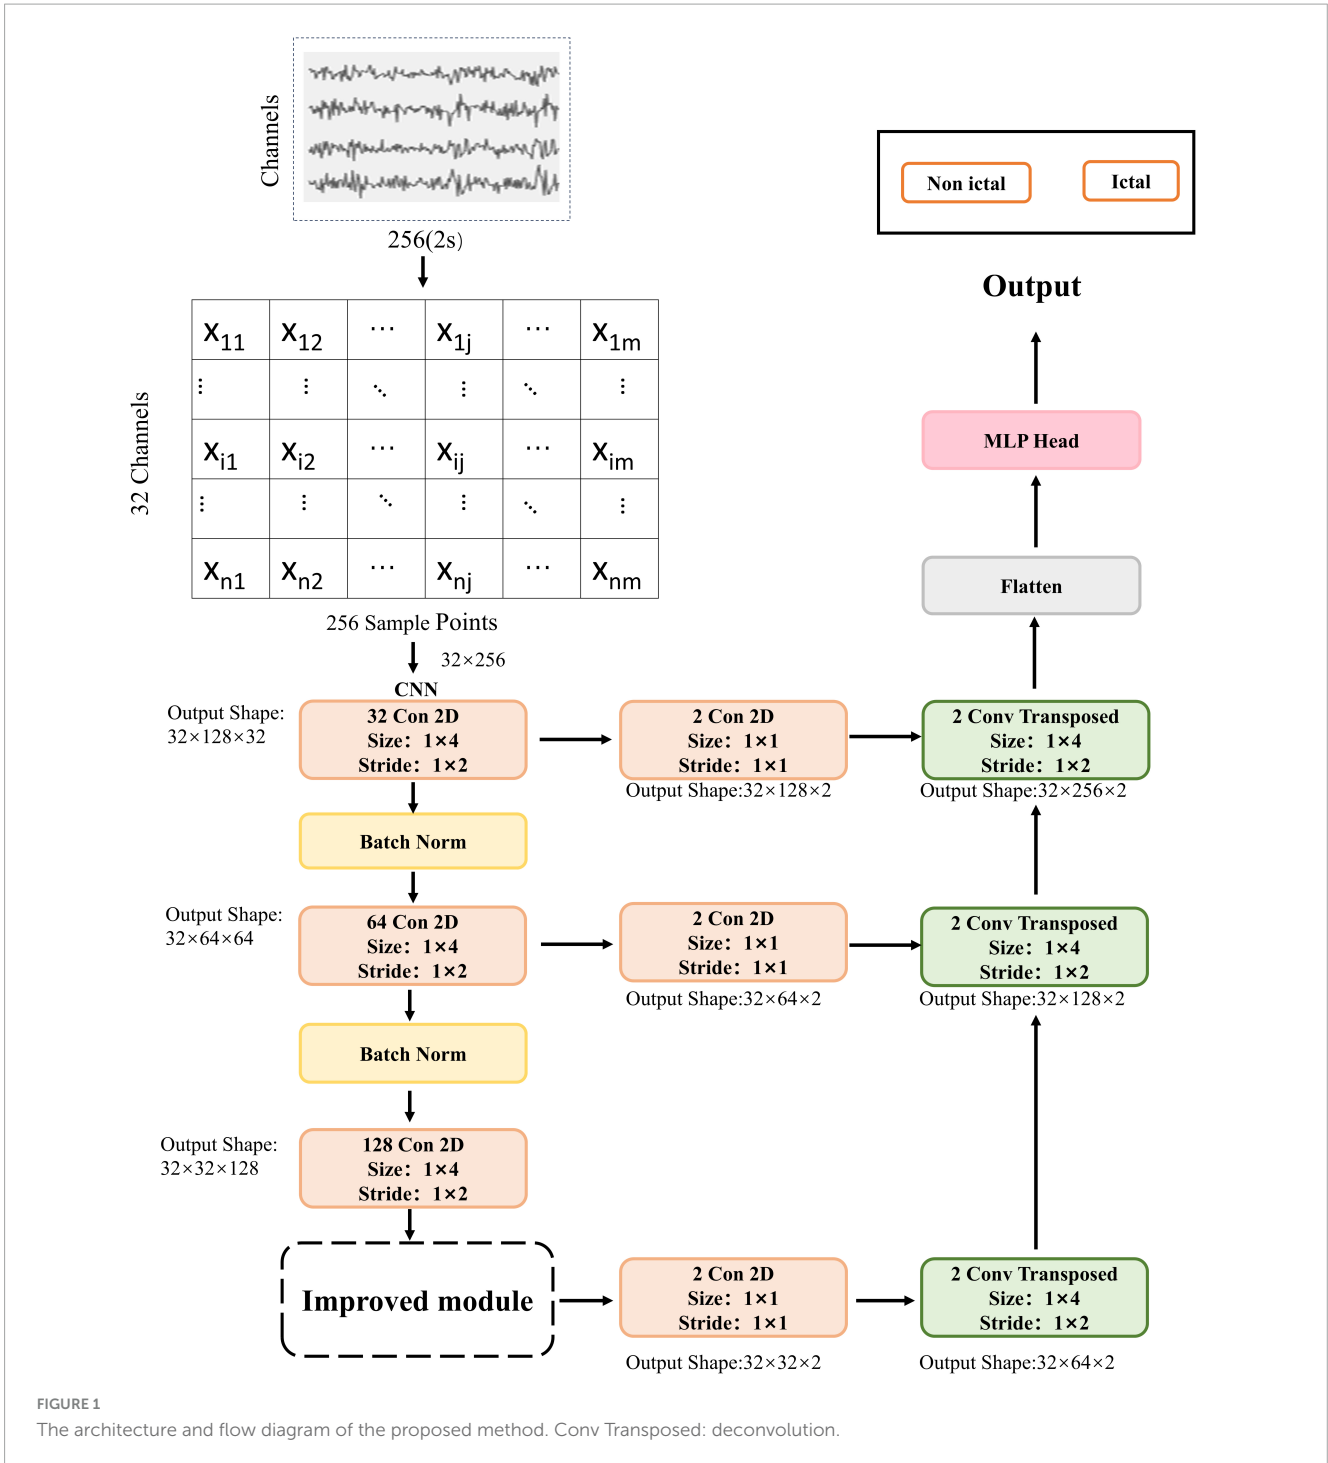 Channels
256(2s)
Non ictal
Ictal
Output
32 Channels
x11 x12 ... x1j ... x1m
⋮ ⋮ ⋱ ⋮ ⋱ ⋮
xi1 xi2 ... xij ... xim
⋮ ⋮ ⋱ ⋮ ⋱ ⋮
xn1 xn2 ... xnj ... xnm
256 Sample Points
32×256
MLP Head
Flatten
CNN
Output Shape:
32×128×32
32 Con 2D
Size: 1×4
Stride: 1×2
2 Con 2D
Size: 1×1
Stride: 1×1
Output Shape:32×128×2
2 Conv Transposed
Size: 1×4
Stride: 1×2
Output Shape:32×256×2
Batch Norm
Output Shape:
32×64×64
64 Con 2D
Size: 1×4
Stride: 1×2
2 Con 2D
Size: 1×1
Stride: 1×1
Output Shape:32×64×2
2 Conv Transposed
Size: 1×4
Stride: 1×2
Output Shape:32×128×2
Batch Norm
Output Shape:
32×32×128
128 Con 2D
Size: 1×4
Stride: 1×2
Improved module
2 Con 2D
Size: 1×1
Stride: 1×1
Output Shape:32×32×2
2 Conv Transposed
Size: 1×4
Stride: 1×2
Output Shape:32×64×2
FIGURE 1
The architecture and flow diagram of the proposed method. Conv Transposed: deconvolution.